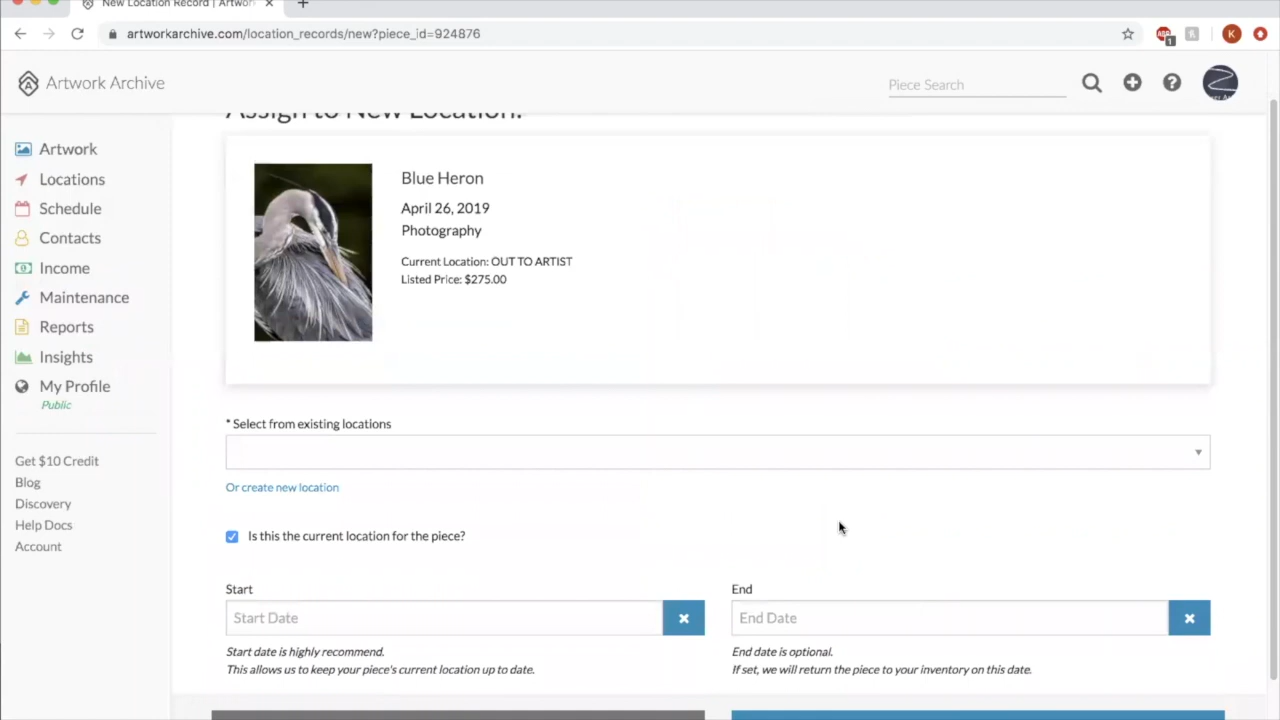 New Location Record | Artwor
artworkarchive.com/location_records/new?piece_id=924876
1
K
Artwork Archive
Piece Search
Assign to New Location:
Artwork
Locations
Schedule
Contacts
Income
Maintenance
Reports
Insights
My Profile
Public
Get $10 Credit
Blog
Discovery
Help Docs
Account
Blue Heron
April 26, 2019
Photography
Current Location: OUT TO ARTIST
Listed Price: $275.00
* Select from existing locations
Or create new location
Is this the current location for the piece?
Start
Start Date
Start date is highly recommend.
This allows us to keep your piece's current location up to date.
End
End Date
End date is optional.
If set, we will return the piece to your inventory on this date.